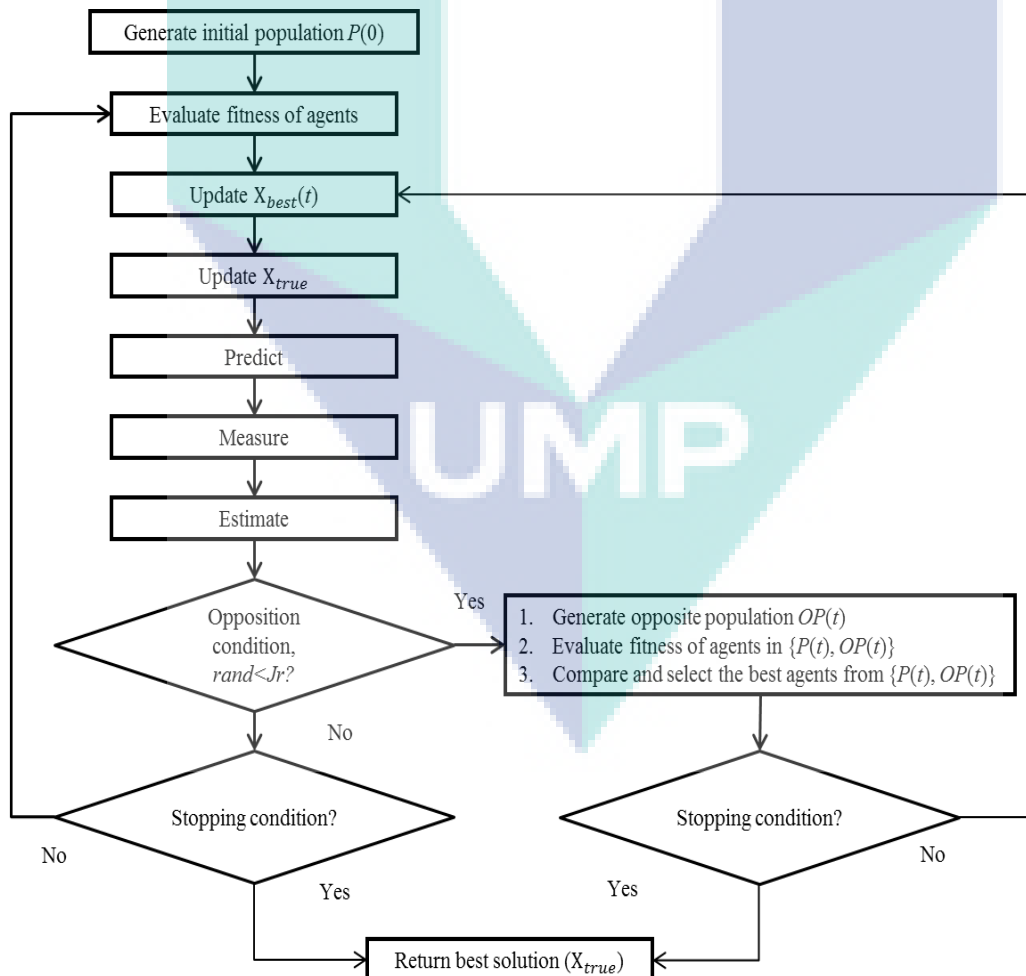 Generate initial population P(0)
Evaluate fitness of agents
Update X_best(t)
Update X_true
Predict
Measure
UMP
Estimate
Opposition
condition,
rand<Jr?
Yes
1. Generate opposite population OP(t)
2. Evaluate fitness of agents in {P(t), OP(t)}
3. Compare and select the best agents from {P(t), OP(t)}
No
Stopping condition?
Stopping condition?
No
No
Yes
Yes
Return best solution (X_true)